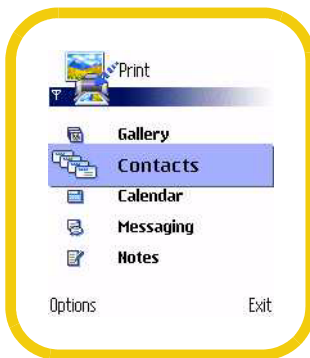 Print
Gallery
Contacts
Calendar
Messaging
Notes
Options Exit